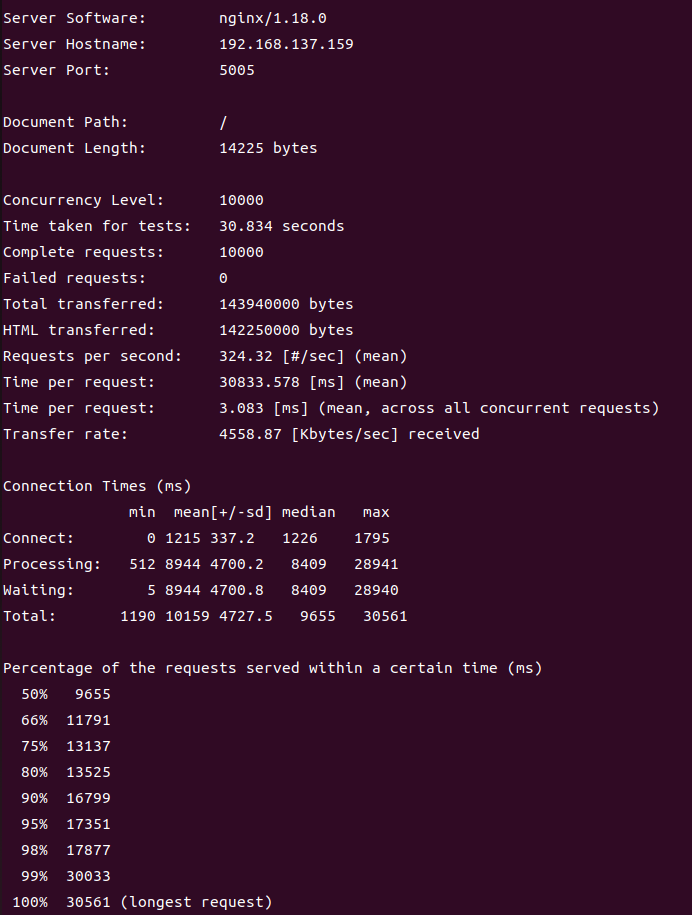 Server Software: nginx/1.18.0
Server Hostname: 192.168.137.159
Server Port: 5005
Document Path: /
Document Length: 14225 bytes
Concurrency Level: 10000
Time taken for tests: 30.834 seconds
Complete requests: 10000
Failed requests: 0
Total transferred: 143940000 bytes
HTML transferred: 142250000 bytes
Requests per second: 324.32 [#/sec] (mean)
Time per request: 30833.578 [ms] (mean)
Time per request: 3.083 [ms] (mean, across all concurrent requests)
Transfer rate: 4558.87 [Kbytes/sec] received
Connection Times (ms)
min mean[+/-sd] median max
Connect: 0 1215 337.2 1226 1795
Processing: 512 8944 4700.2 8409 28941
Waiting: 5 8944 4700.8 8409 28940
Total: 1190 10159 4727.5 9655 30561
Percentage of the requests served within a certain time (ms)
50% 9655
66% 11791
75% 13137
80% 13525
90% 16799
95% 17351
98% 17877
99% 30033
100% 30561 (longest request)